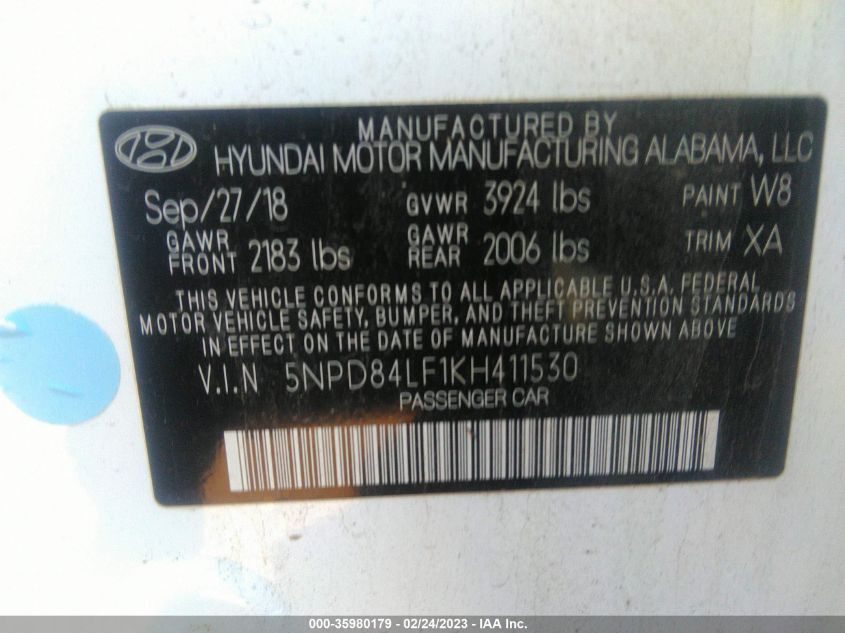 MANUFACTURED BY
HYUNDAI MOTOR MANUFACTURING ALABAMA, LLC
Sep/27/18 GVWR 3924 lbs PAINT W8
GAWR FRONT 2183 lbs GAWR REAR 2006 lbs TRIM XA
THIS VEHICLE CONFORMS TO ALL APPLICABLE U.S.A. FEDERAL
MOTOR VEHICLE SAFETY, BUMPER, AND THEFT PREVENTION STANDARDS
IN EFFECT ON THE DATE OF MANUFACTURE SHOWN ABOVE
V.I.N 5NPD84LF1KH411530
PASSENGER CAR
000-35980179 - 02/24/2023 - IAA Inc.